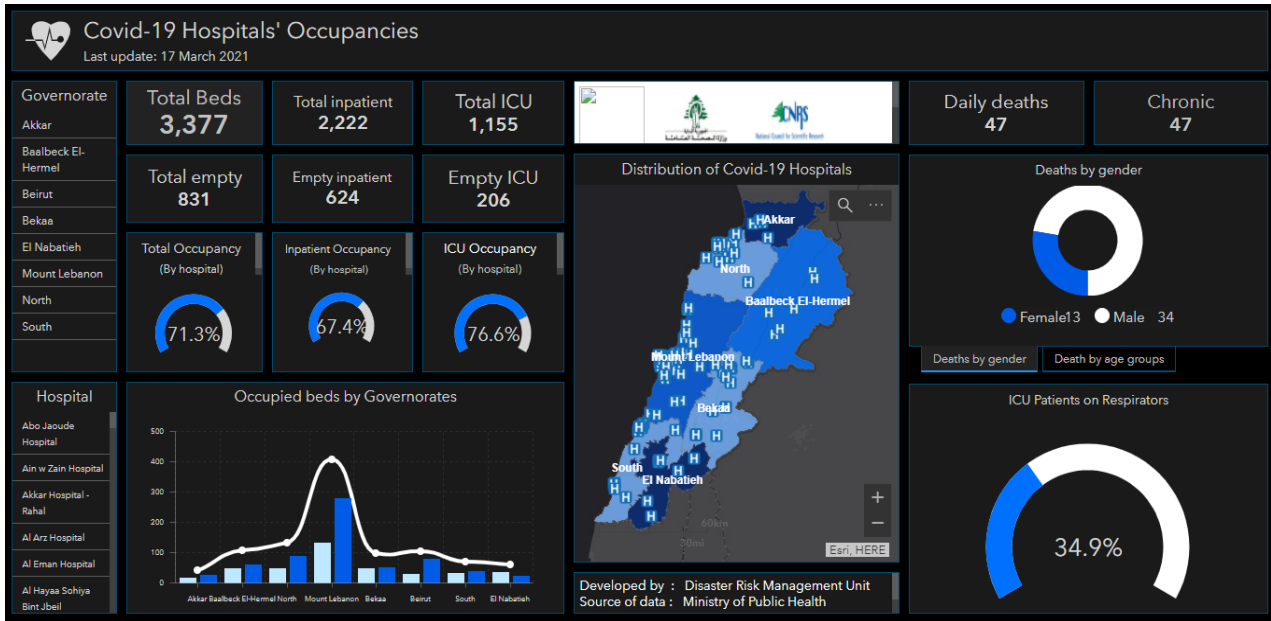 Covid-19 Hospitals' Occupancies
Last update: 17 March 2021
Governorate
Akkar
Baalbeck El-
Hermel
Beirut
Bekaa
El Nabatieh
Mount Lebanon
North
South
Total Beds
3,377
Total inpatient
2,222
Total ICU
1,155
Total empty
831
Empty inpatient
624
Empty ICU
206
Total Occupancy
(By hospital)
71.3%
Inpatient Occupancy
(By hospital)
67.4%
ICU Occupancy
(By hospital)
76.6%
Hospital
Abo Jaoude
Hospital
Ain w Zain Hospital
Akkar Hospital -
Rahal
Al Arz Hospital
Al Eman Hospital
Al Hayaa Sohiya
Bint Jbeil
Occupied beds by Governorates
500
400
300
200
100
0
Akkar Baalbeck El-Hermel North Mount Lebanon Bekaa Beirut South El Nabatieh
CNRS
National Council for Scientific Research
Distribution of Covid-19 Hospitals
Akkar
North
Baalbeck El-Hermel
Mount Lebanon
Bekaa
South
El Nabatieh
60km
30mi
Esri, HERE
Developed by : Disaster Risk Management Unit
Source of data : Ministry of Public Health
Daily deaths
47
Chronic
47
Deaths by gender
Female13 Male 34
Deaths by gender Death by age groups
ICU Patients on Respirators
34.9%